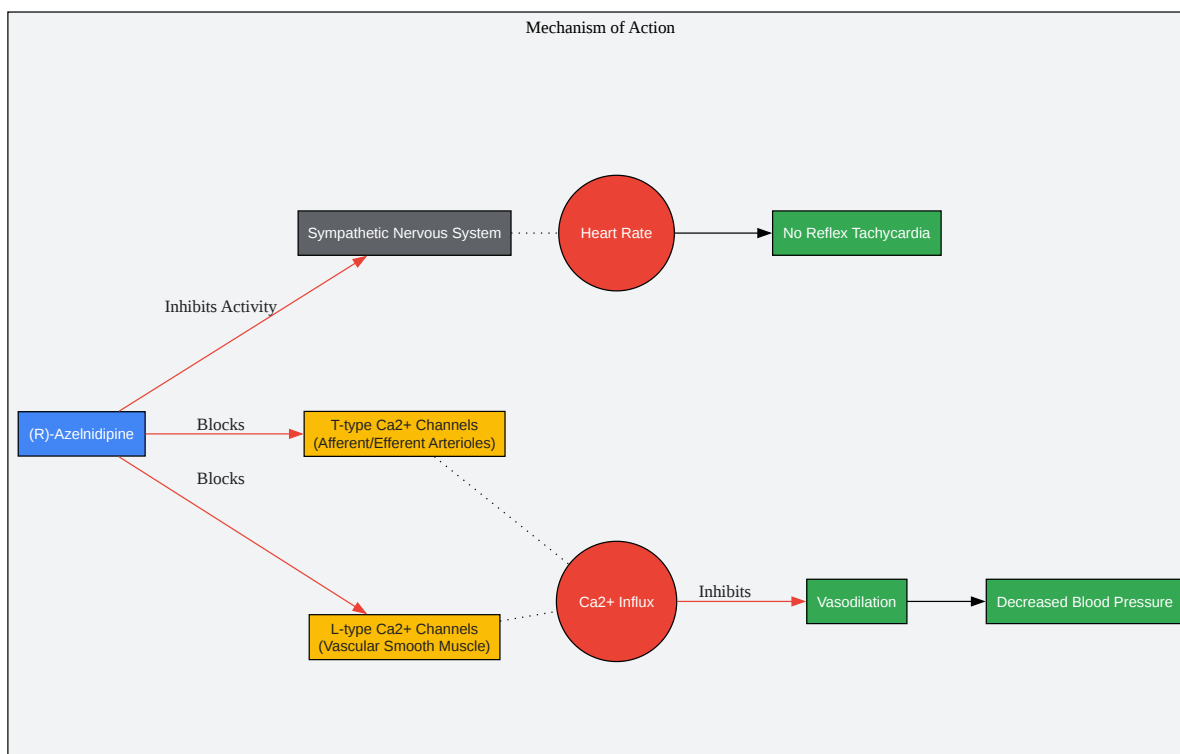 Mechanism of Action
Sympathetic Nervous System
Heart Rate
No Reflex Tachycardia
Inhibits Activity
(R)-Azelnidipine
Blocks
T-type Ca2+ Channels
(Afferent/Efferent Arterioles)
Blocks
L-type Ca2+ Channels
(Vascular Smooth Muscle)
Ca2+ Influx
Inhibits
Vasodilation
Decreased Blood Pressure